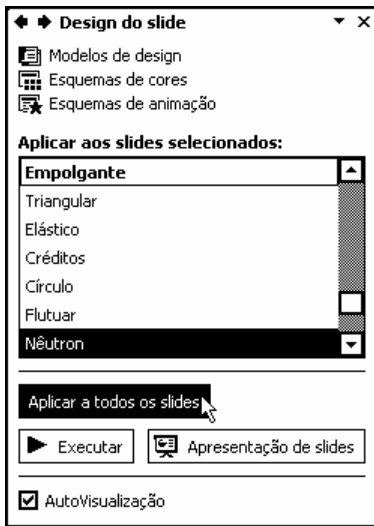 Design do slide
Modelos de design
Esquemas de cores
Esquemas de animação
Aplicar aos slides selecionados:
Empolgante
Triangular
Elástico
Créditos
Círculo
Flutuar
Nêutron
Aplicar a todos os slides
Executar Apresentação de slides
AutoVisualização